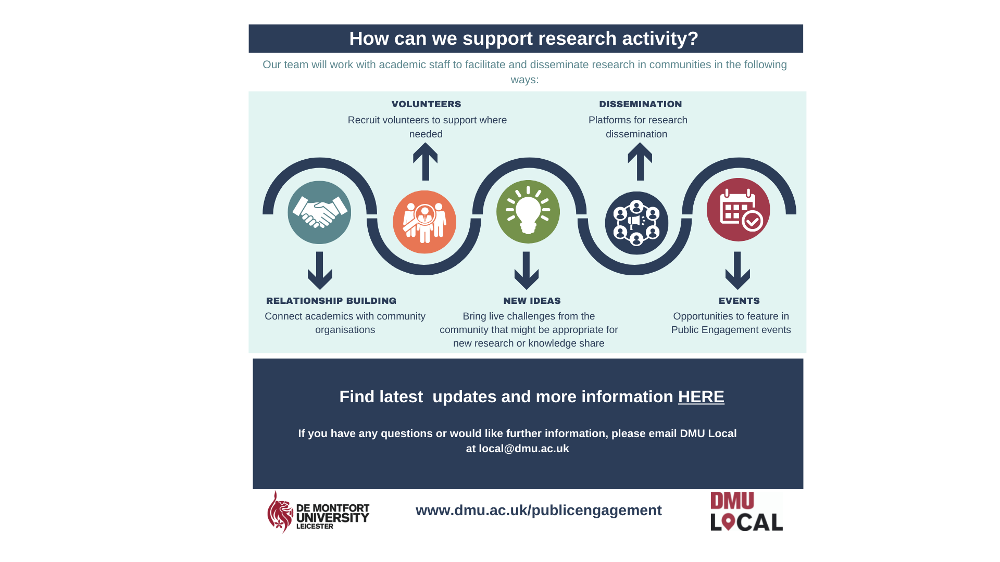 How can we support research activity?
Our team will work with academic staff to facilitate and disseminate research in communities in the following
ways:
VOLUNTEERS
Recruit volunteers to support where
needed
DISSEMINATION
Platforms for research
dissemination
RELATIONSHIP BUILDING
Connect academics with community
organisations
NEW IDEAS
Bring live challenges from the
community that might be appropriate for
new research or knowledge share
EVENTS
Opportunities to feature in
Public Engagement events
Find latest  updates and more information HERE
If you have any questions or would like further information, please email DMU Local
at local@dmu.ac.uk
DE MONTFORT
UNIVERSITY
LEICESTER
www.dmu.ac.uk/publicengagement
DMU
LOCAL